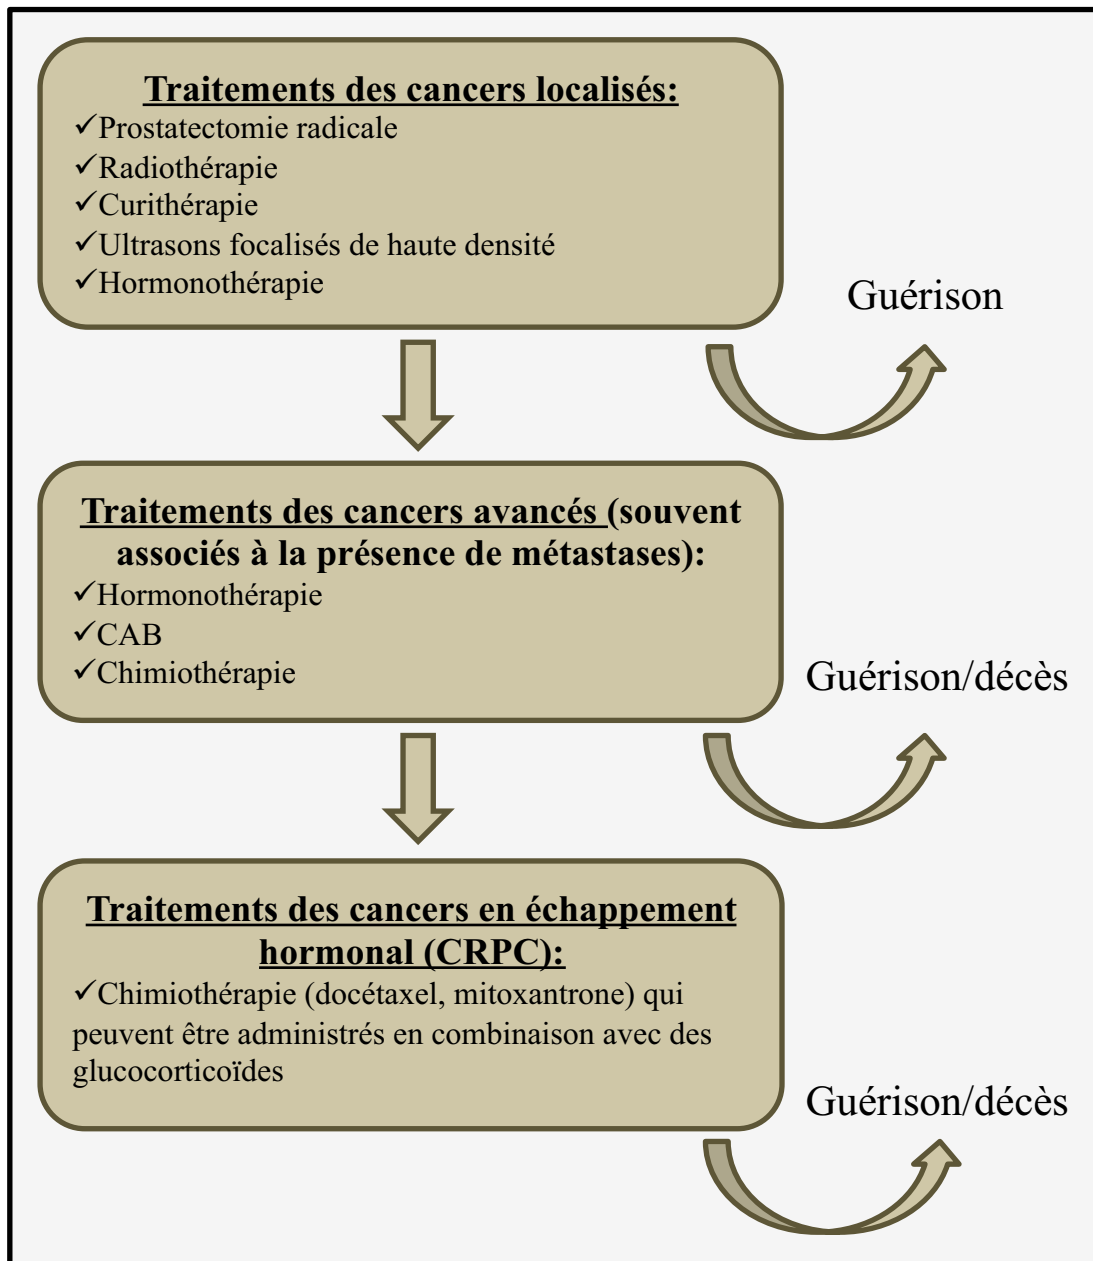 Traitements des cancers localisés:
✓Prostatectomie radicale
✓Radiothérapie
✓Curithérapie
✓Ultrasons focalisés de haute densité
✓Hormonothérapie
Guérison
Traitements des cancers avancés (souvent
associés à la présence de métastases):
✓Hormonothérapie
✓CAB
✓Chimiothérapie
Guérison/décès
Traitements des cancers en échappement
hormonal (CRPC):
✓Chimiothérapie (docétaxel, mitoxantrone) qui
peuvent être administrés en combinaison avec des
glucocorticoïdes
Guérison/décès